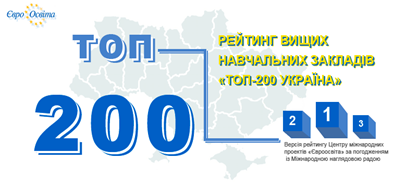 Євро Освіта
ТОП
200
РЕЙТИНГ ВИЩИХ
НАВЧАЛЬНИХ ЗАКЛАДІВ
«ТОП-200 УКРАЇНА»
2 1 3
Версія рейтингу Центру міжнародних
проектів «Євроосвіта» за погодженням
із Міжнародною наглядовою радою